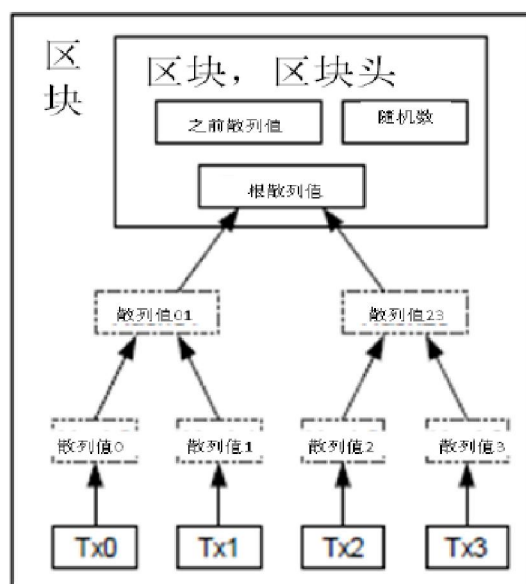 区
块
区块，区块头
之前散列值
随机数
根散列值
散列值01
散列值23
散列值0
散列值1
散列值2
散列值3
Tx0
Tx1
Tx2
Tx3